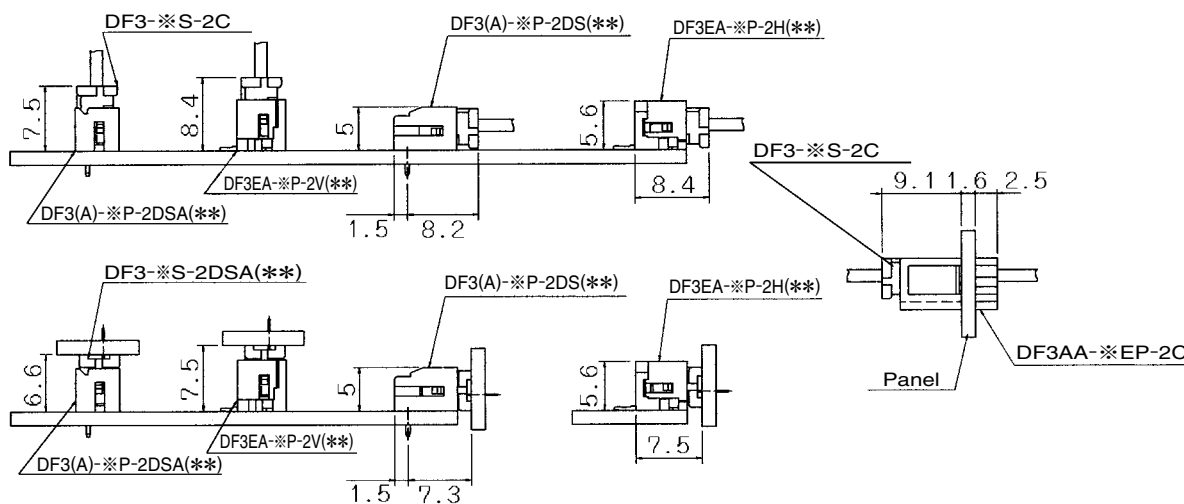 DF3-※S-2C
DF3(A)-※P-2DS(**)
DF3EA-※P-2H(**)
7.5
8.4
5
5.6
DF3EA-※P-2V(**)
DF3(A)-※P-2DSA(**)
1.5
8.2
8.4
DF3-※S-2C
9.1
1.6
2.5
DF3-※S-2DSA(**)
DF3(A)-※P-2DS(**)
DF3EA-※P-2H(**)
6.6
7.5
5
5.6
DF3AA-※EP-2C
Panel
DF3EA-※P-2V(**)
DF3(A)-※P-2DSA(**)
7.5
1.5
7.3